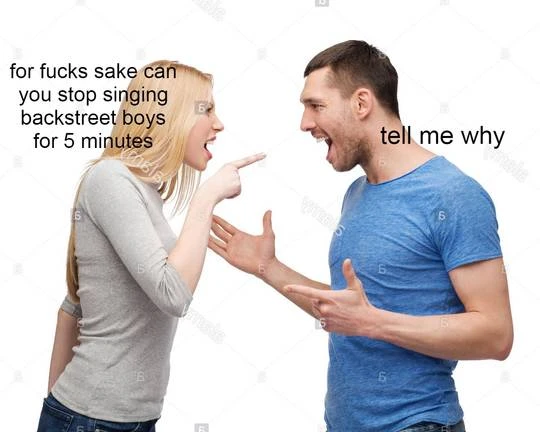 for fucks sake can
you stop singing
backstreet boys
for 5 minutes
tell me why